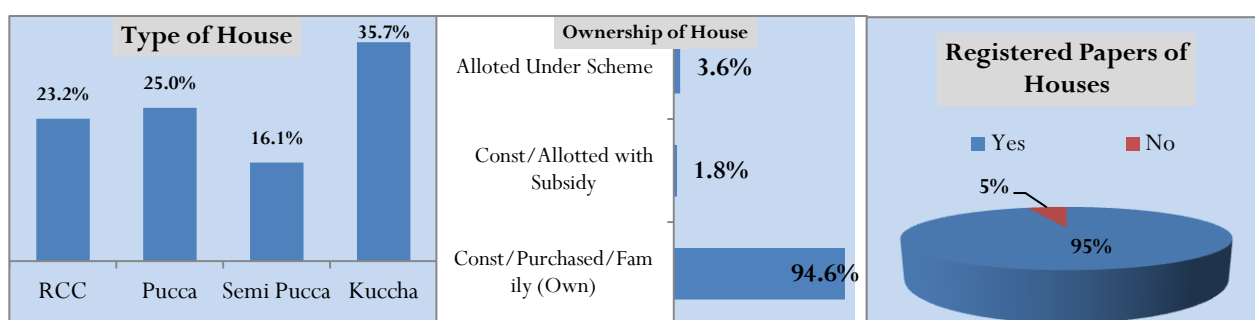 Type of House
35.7%
25.0%
23.2%
16.1%
RCC
Pucca
Semi Pucca
Kuccha
Ownership of House
Alloted Under Scheme
3.6%
Const/Allotted with
Subsidy
1.8%
Const/Purchased/Fam
ily (Own)
94.6%
Registered Papers of
Houses
Yes
No
5%
95%